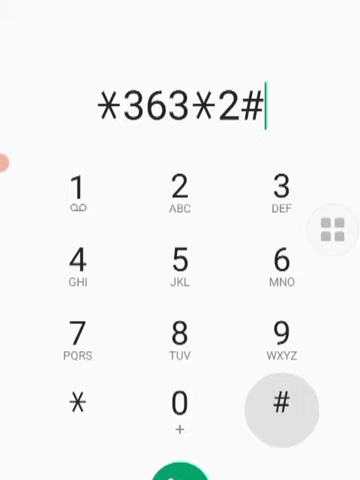 *363*2#
1 2 3
ABC DEF
4 5 6
GHI JKL MNO
7 8 9
PQRS TUV WXYZ
* 0 #
+